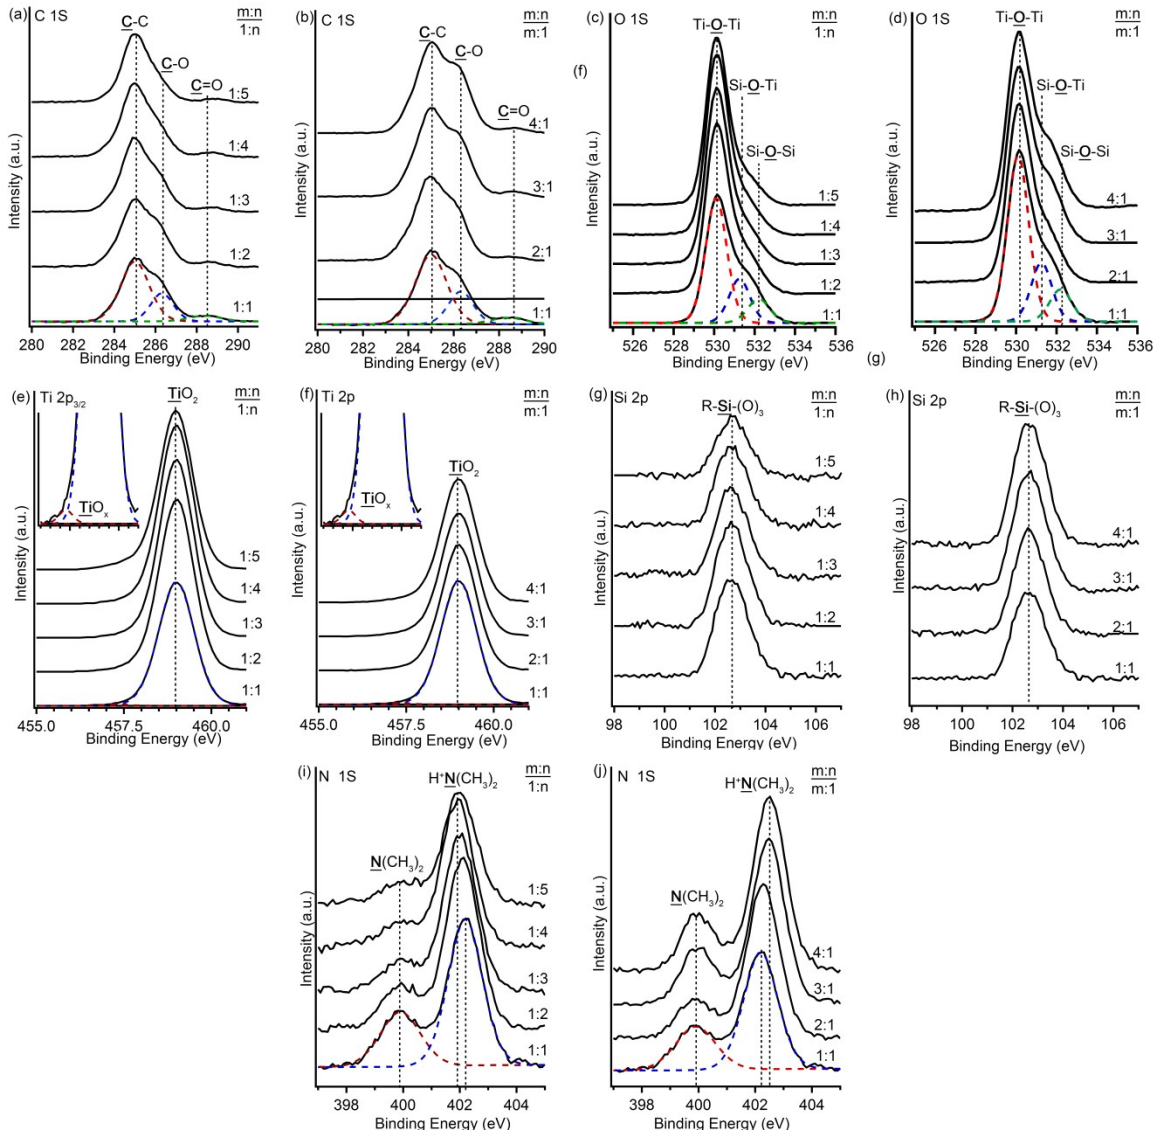 (a) C 1S
m:n
1:n
C-C
C-O
C=O
1:5
1:4
1:3
1:2
1:1
Intensity (a.u.)
280 282 284 286 288 290
Binding Energy (eV)
(b) C 1S
m:n
m:1
C-C
C-O
C=O
4:1
3:1
2:1
1:1
Intensity (a.u.)
280 282 284 286 288 290
Binding Energy (eV)
(c) O 1S
m:n
1:n
Ti-O-Ti
(f)
Si-O-Ti
Si-O-Si
1:5
1:4
1:3
1:2
1:1
Intensity (a.u.)
526 528 530 532 534 536
Binding Energy (eV)
(d) O 1S
m:n
m:1
Ti-O-Ti
Si-O-Ti
Si-O-Si
4:1
3:1
2:1
1:1
Intensity (a.u.)
526 528 530 532 534 536
Binding Energy (eV)
(g)
(e) Ti 2p3/2
m:n
1:n
TiO2
TiOx
1:5
1:4
1:3
1:2
1:1
Intensity (a.u.)
455.0 457.5 460.0
Binding Energy (eV)
(f) Ti 2p
m:n
m:1
TiO2
TiOx
4:1
3:1
2:1
1:1
Intensity (a.u.)
455.0 457.5 460.0
Binding Energy (eV)
(g) Si 2p
m:n
1:n
R-Si-(O)3
1:5
1:4
1:3
1:2
1:1
Intensity (a.u.)
98 100 102 104 106
Binding Energy (eV)
(h) Si 2p
m:n
m:1
R-Si-(O)3
4:1
3:1
2:1
1:1
Intensity (a.u.)
98 100 102 104 106
Binding Energy (eV)
(i) N 1S
m:n
1:n
H+N(CH3)2
N(CH3)2
1:5
1:4
1:3
1:2
1:1
Intensity (a.u.)
398 400 402 404
Binding Energy (eV)
(j) N 1S
m:n
m:1
H+N(CH3)2
N(CH3)2
4:1
3:1
2:1
1:1
Intensity (a.u.)
398 400 402 404
Binding Energy (eV)